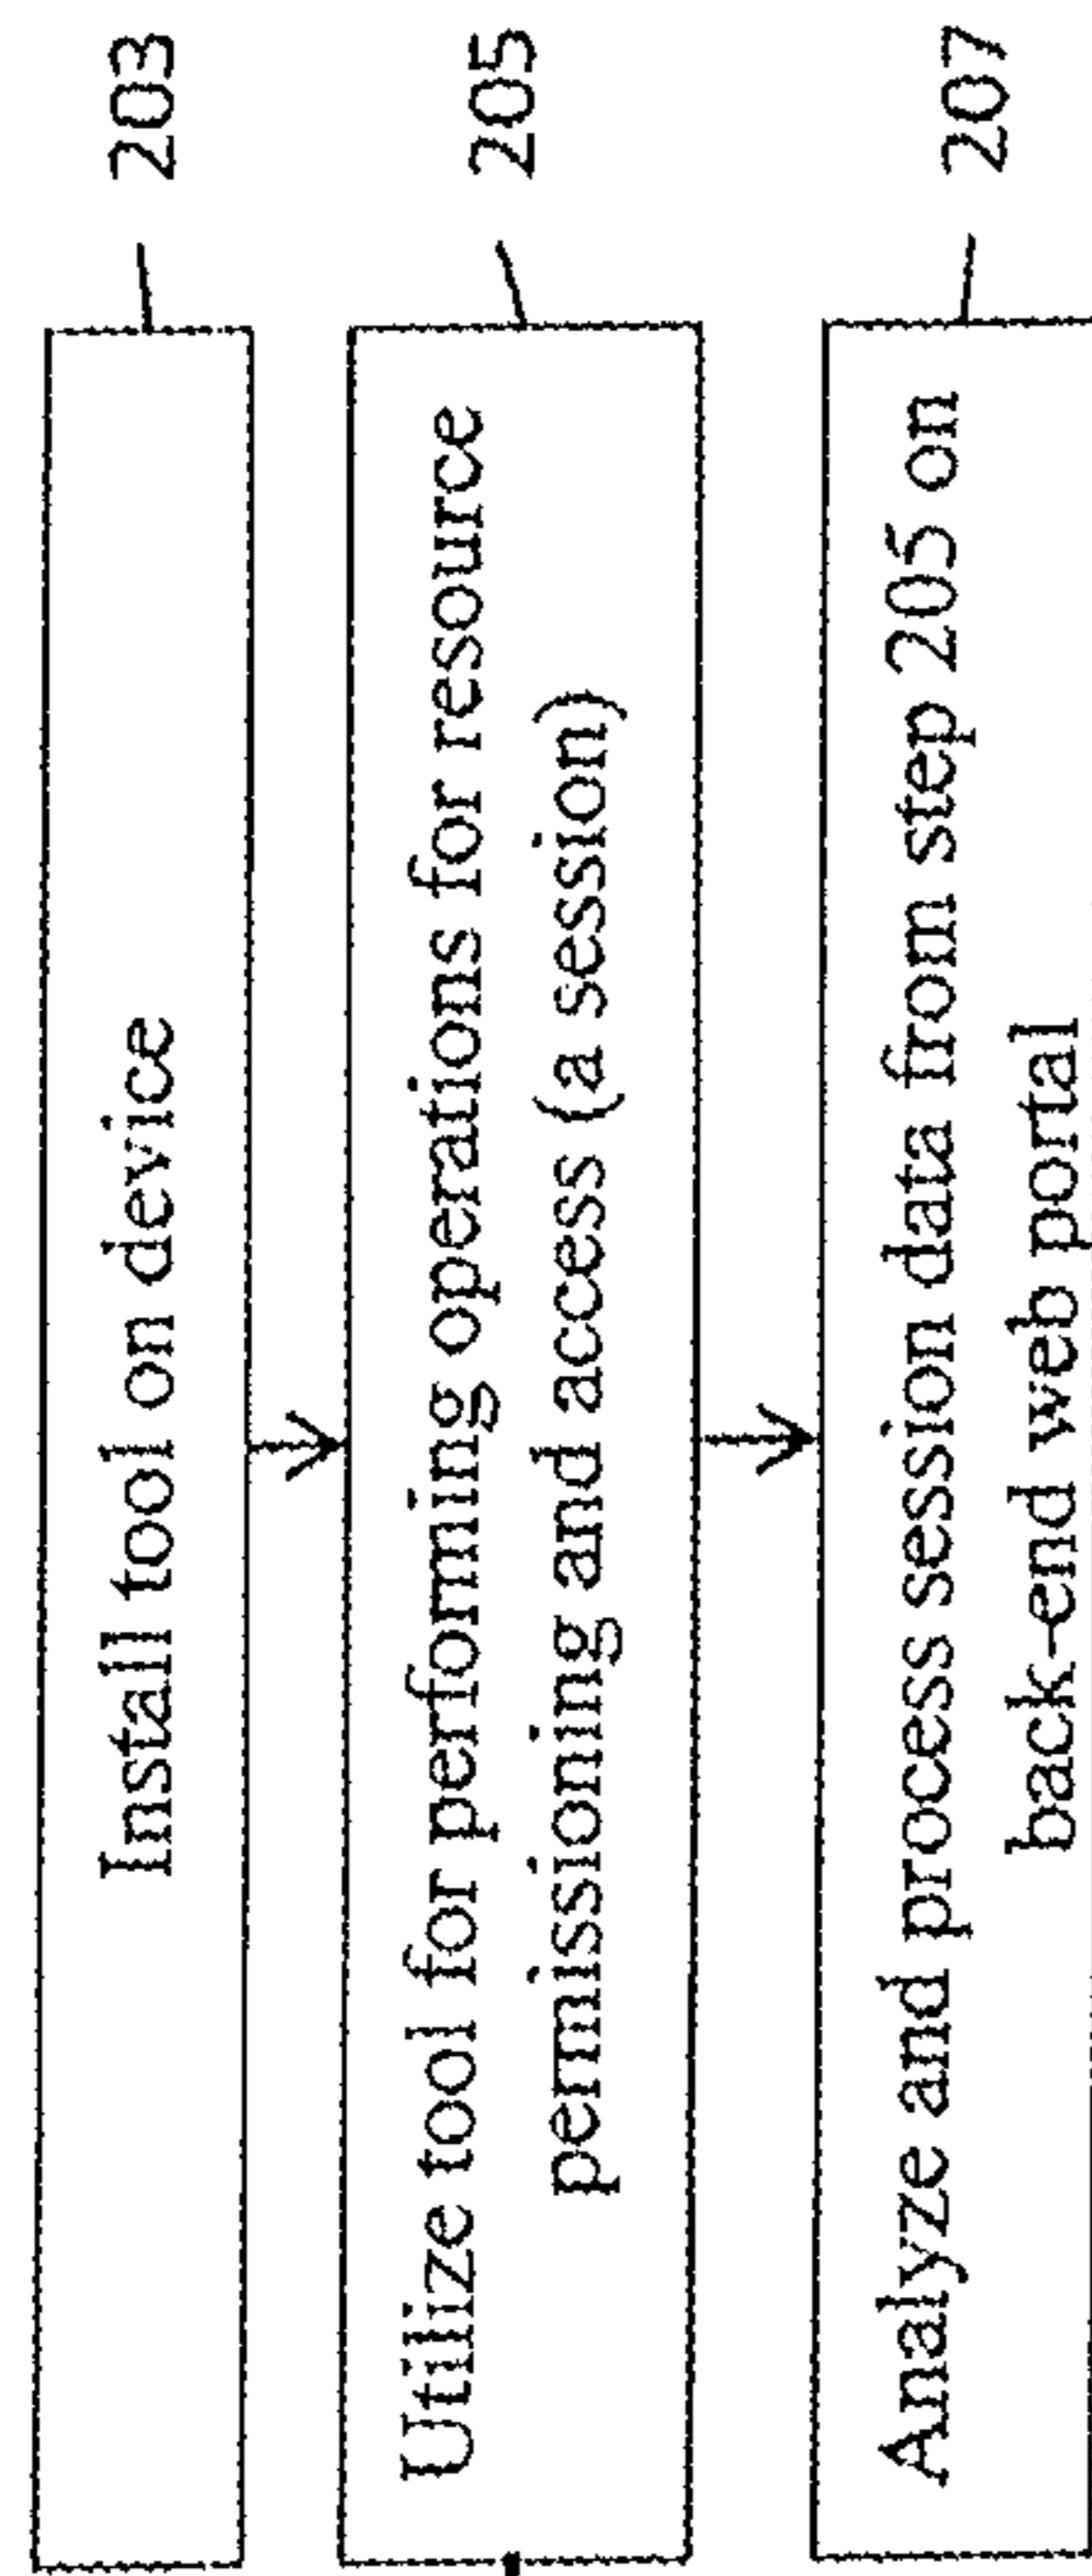 Install tool on device
203
Utilize tool for perfoming operations for resource
permissioning and access (a session)
205
Analyze and process session data from step 205 on
back-end web portal
207